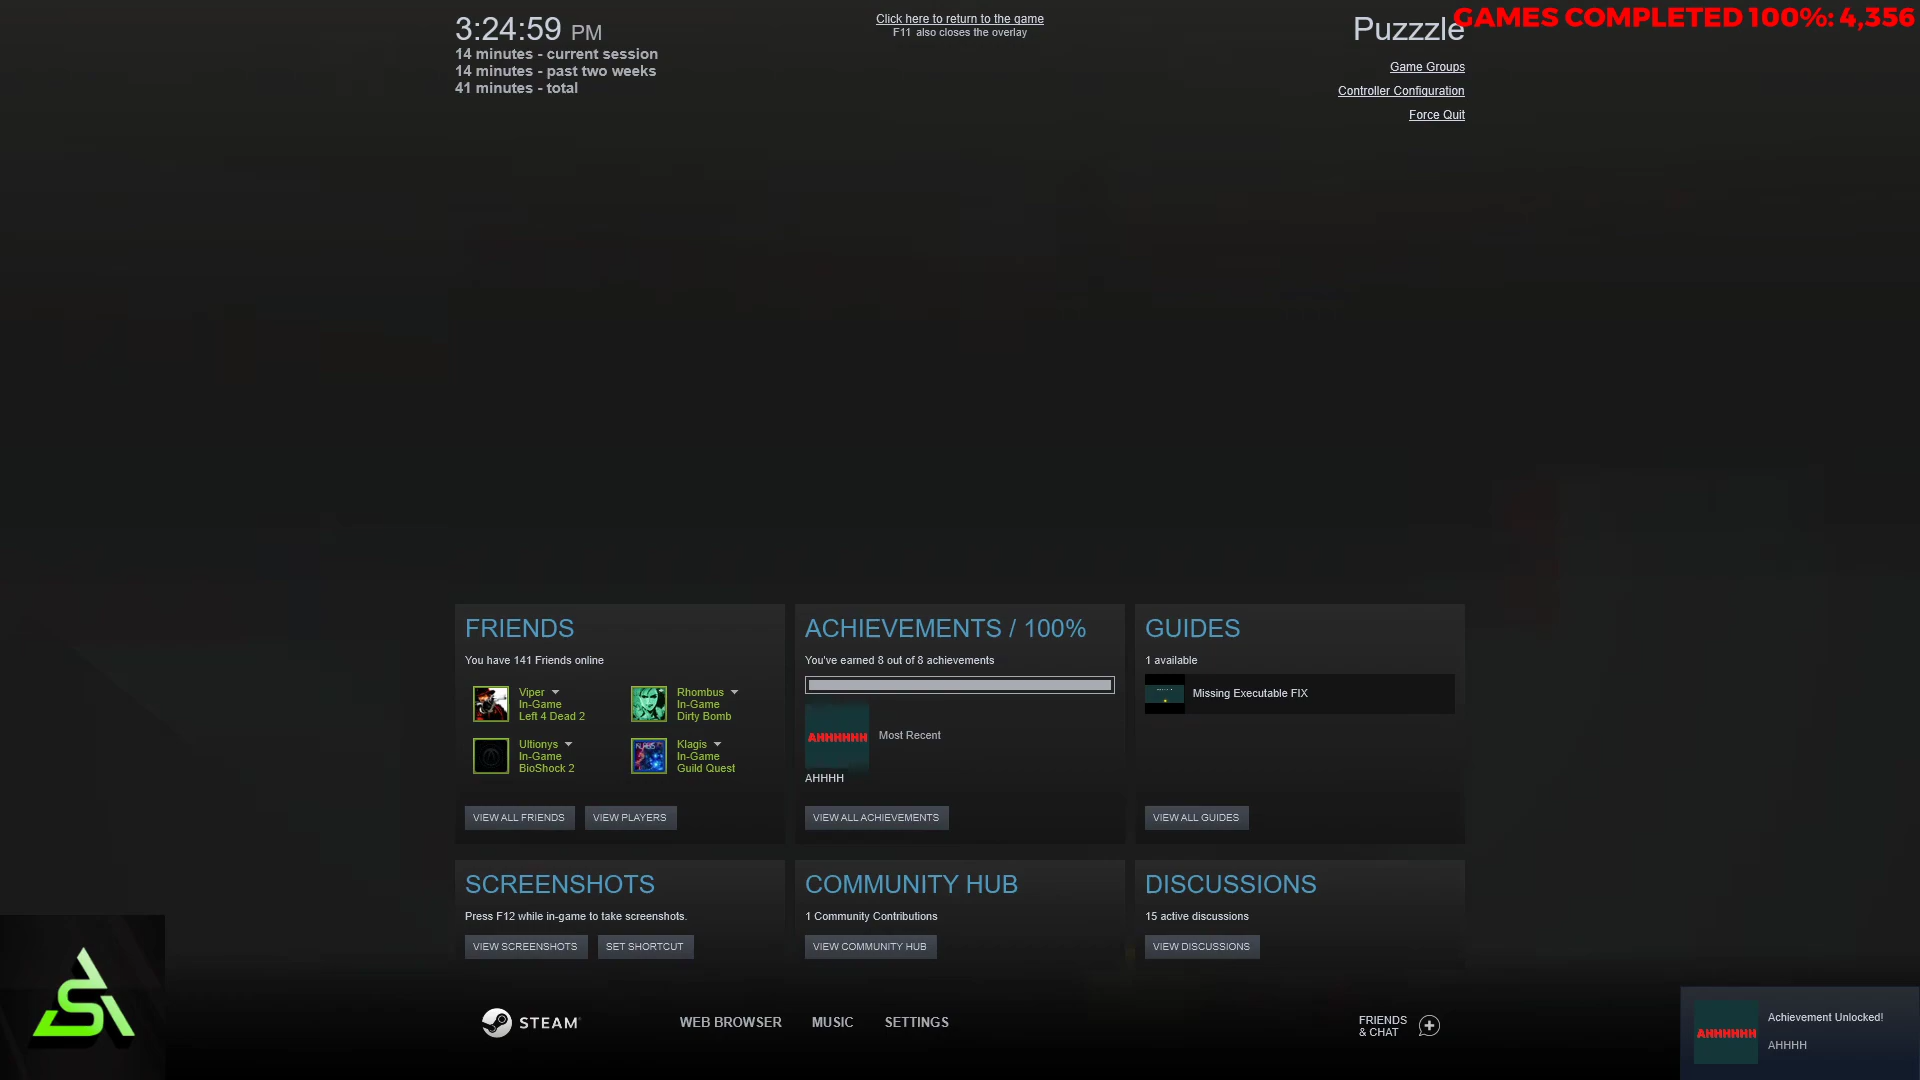 3:24:59 PM
14 minutes - current session
14 minutes - past two weeks
41 minutes - total
Click here to return to the game
F11 also closes the overlay
Puzzzle
GAMES COMPLETED 100%: 4,356
Game Groups
Controller Configuration
Force Quit
FRIENDS
You have 141 Friends online
Viper
In-Game
Left 4 Dead 2
Rhombus
In-Game
Dirty Bomb
Ultionys
In-Game
BioShock 2
Klagis
In-Game
Guild Quest
VIEW ALL FRIENDS
VIEW PLAYERS
ACHIEVEMENTS / 100%
You've earned 8 out of 8 achievements
AHHHHHH
Most Recent
AHHHH
VIEW ALL ACHIEVEMENTS
GUIDES
1 available
Missing Executable FIX
VIEW ALL GUIDES
SCREENSHOTS
Press F12 while in-game to take screenshots.
VIEW SCREENSHOTS
SET SHORTCUT
COMMUNITY HUB
1 Community Contributions
VIEW COMMUNITY HUB
DISCUSSIONS
15 active discussions
VIEW DISCUSSIONS
STEAM
WEB BROWSER
MUSIC
SETTINGS
FRIENDS
& CHAT
AHHHHHH
Achievement Unlocked!
AHHHH